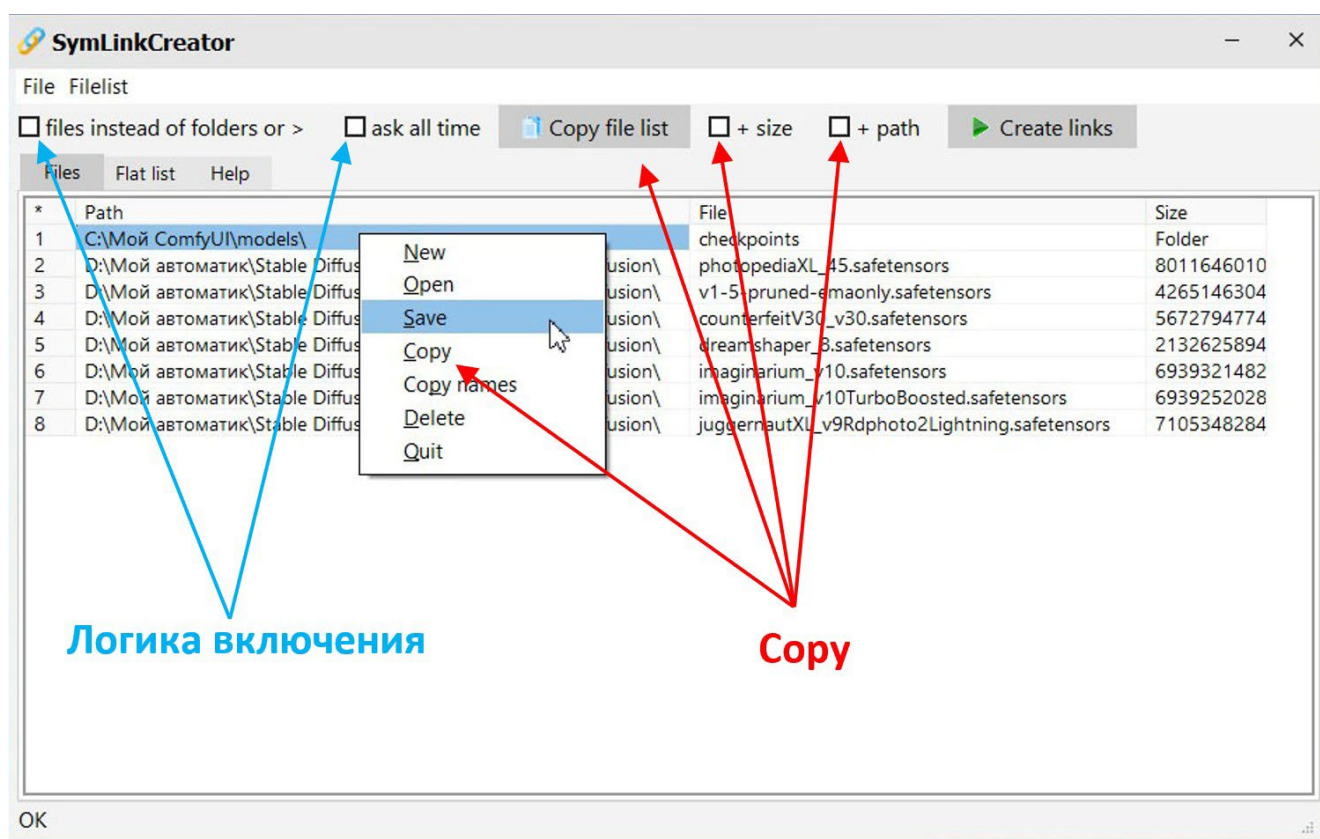 SymLinkCreator
File Filelist
files instead of folders or > ask all time Copy file list + size + path Create links
Files Flat list Help
* Path File Size
1 C:\Мой ComfyUI\models\ checkpoints Folder
2 D:\Мой автоматик\Stable Diffus usion\ photopediaXL_45.safetensors 8011646010
3 D:\Мой автоматик\Stable Diffus usion\ v1-5-pruned-emaonly.safetensors 4265146304
4 D:\Мой автоматик\Stable Diffus usion\ counterfeitV30_v30.safetensors 5672794774
5 D:\Мой автоматик\Stable Diffus usion\ dreamshaper_8.safetensors 2132625894
6 D:\Мой автоматик\Stable Diffus usion\ imaginarium_v10.safetensors 6939321482
7 D:\Мой автоматик\Stable Diffus usion\ imaginarium_v10TurboBoosted.safetensors 6939252028
8 D:\Мой автоматик\Stable Diffus usion\ juggernautXL_v9Rdphoto2Lightning.safetensors 7105348284
New
Open
Save
Copy
Copy names
Delete
Quit
Логика включения
Copy
OK